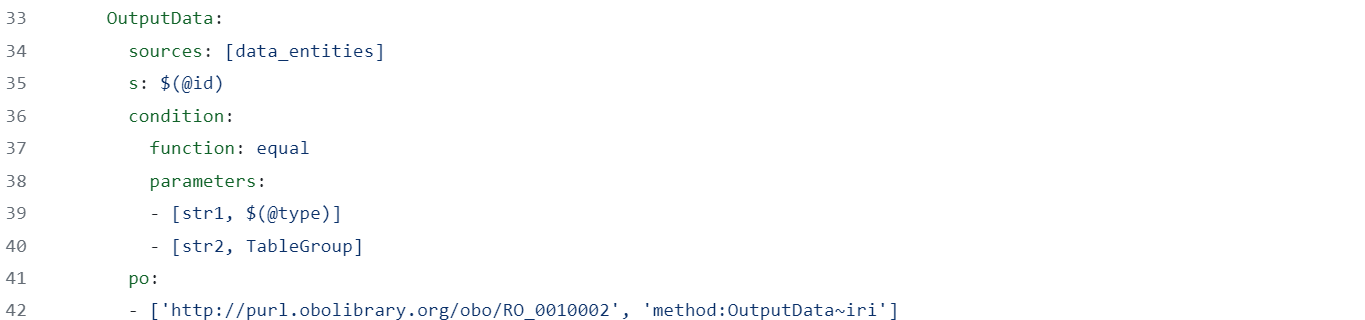 33 OutputData:
34 sources: [data_entities]
35 s: $(@id)
36 condition:
37 function: equal
38 parameters:
39 - [str1, $(@type)]
40 - [str2, TableGroup]
41 po:
42 - ['http://purl.obolibrary.org/obo/RO_0010002', 'method:OutputData~iri']